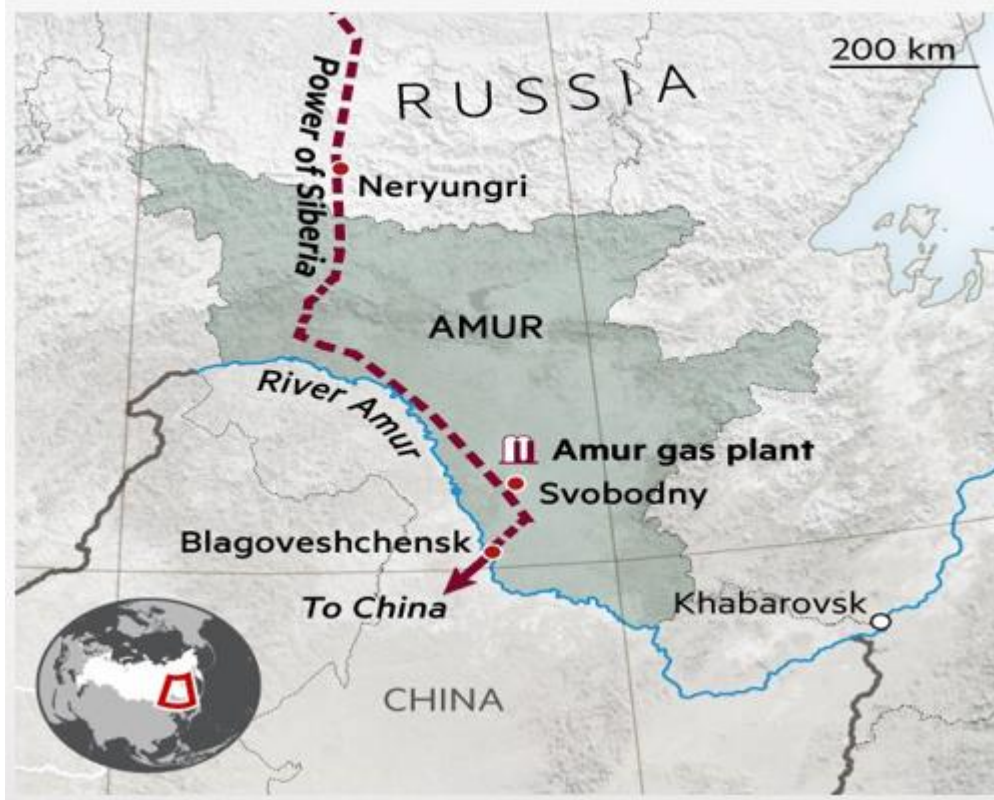 200 km
RUSSIA
Power of Siberia
Neryungri
AMUR
River Amur
Amur gas plant
Svobodny
Blagoveshchensk
To China
Khabarovsk
CHINA